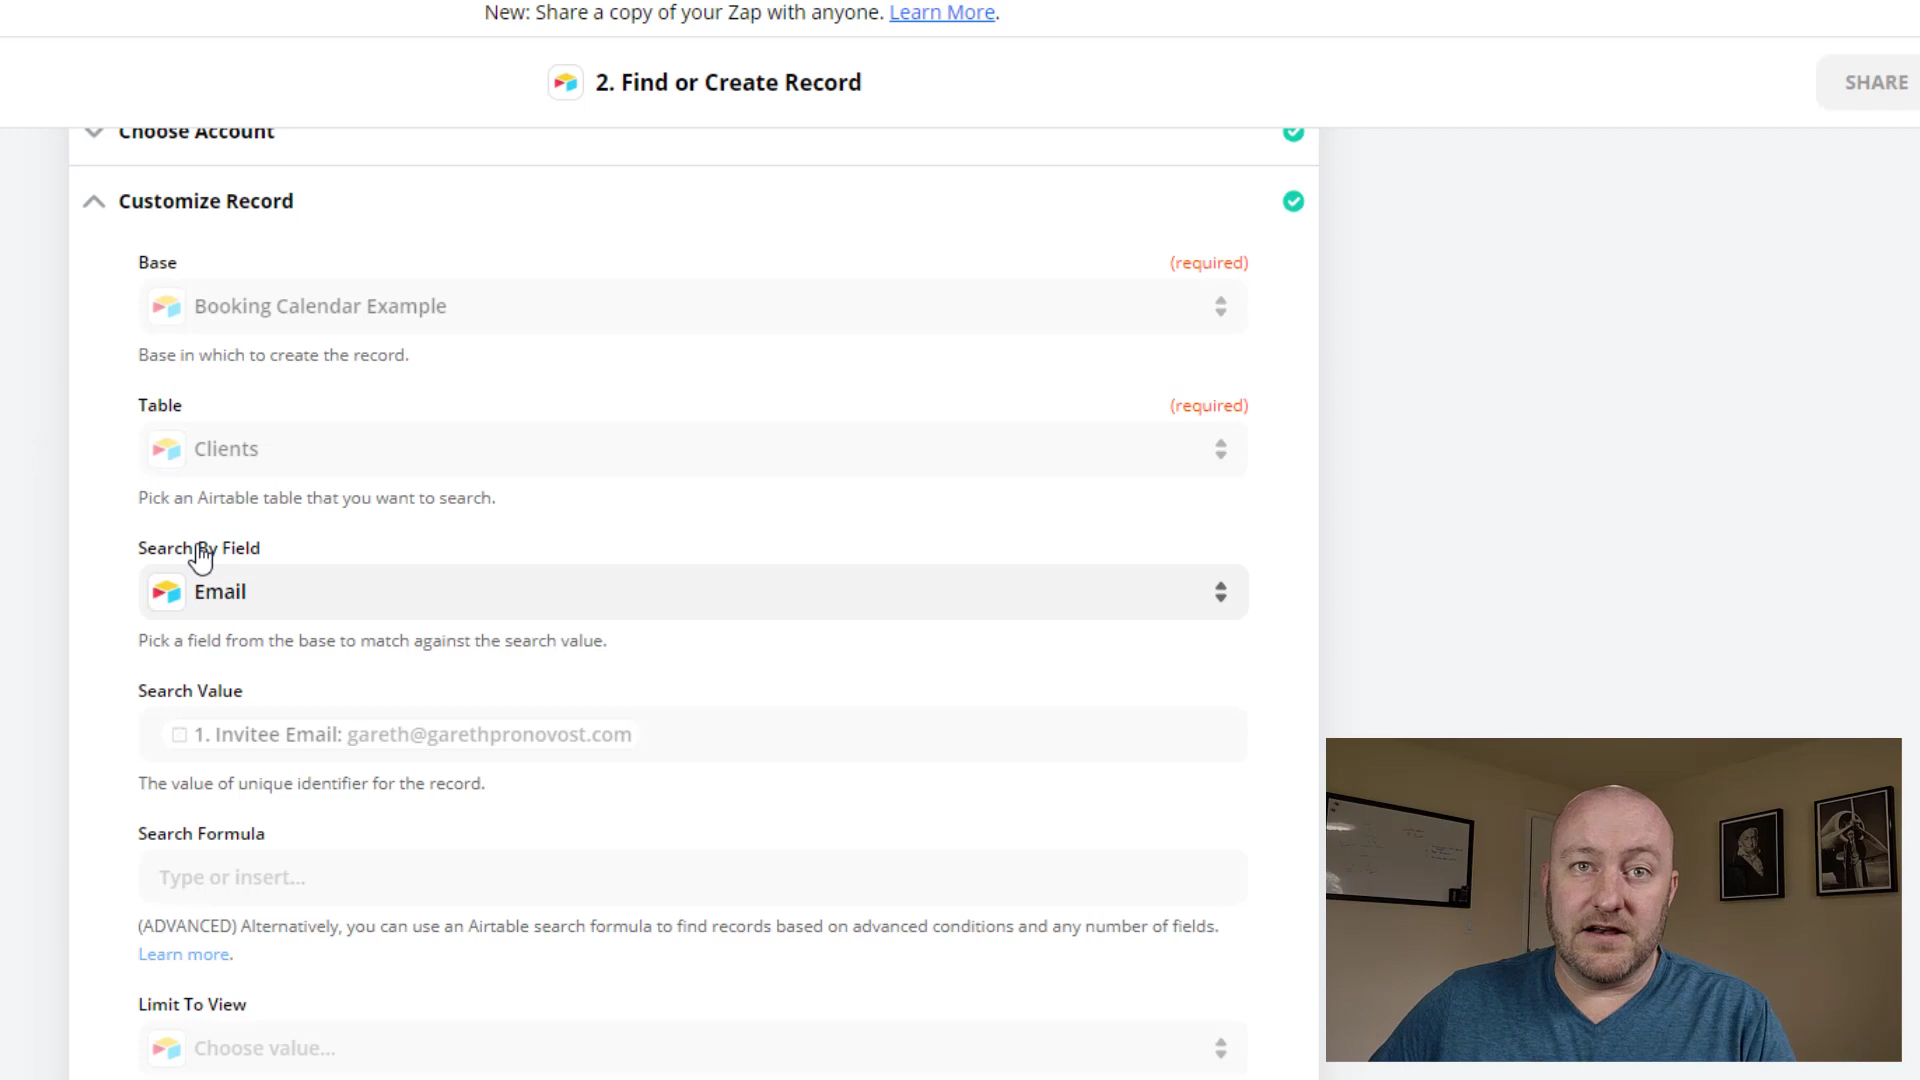 New: Share a copy of your Zap with anyone. Learn More.
2. Find or Create Record
SHARE
Choose Account
Customize Record
Base (required)
Booking Calendar Example
Base in which to create the record.
Table (required)
Clients
Pick an Airtable table that you want to search.
Search By Field
Email
Pick a field from the base to match against the search value.
Search Value
1. Invitee Email: gareth@garethpronovost.com
The value of unique identifier for the record.
Search Formula
Type or insert...
(ADVANCED) Alternatively, you can use an Airtable search formula to find records based on advanced conditions and any number of fields.
Learn more.
Limit To View
Choose value...